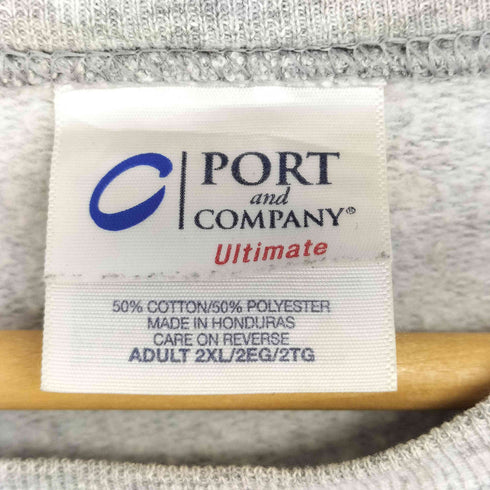 PORT
and
COMPANY®
Ultimate
50% COTTON/50% POLYESTER
MADE IN HONDURAS
CARE ON REVERSE
ADULT 2XL/2EG/2TG